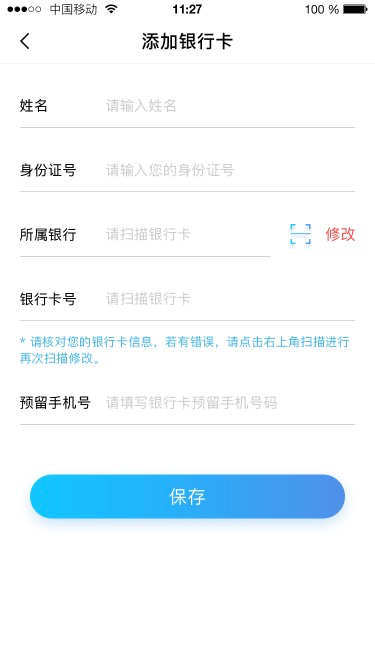 中国移动 11:27 100 %
添加银行卡
姓名 请输入姓名
身份证号 请输入您的身份证号
所属银行 请扫描银行卡 修改
银行卡号 请扫描银行卡
* 请核对您的银行卡信息，若有错误，请点击右上角扫描进行
再次扫描修改。
预留手机号 请填写银行卡预留手机号码
保存